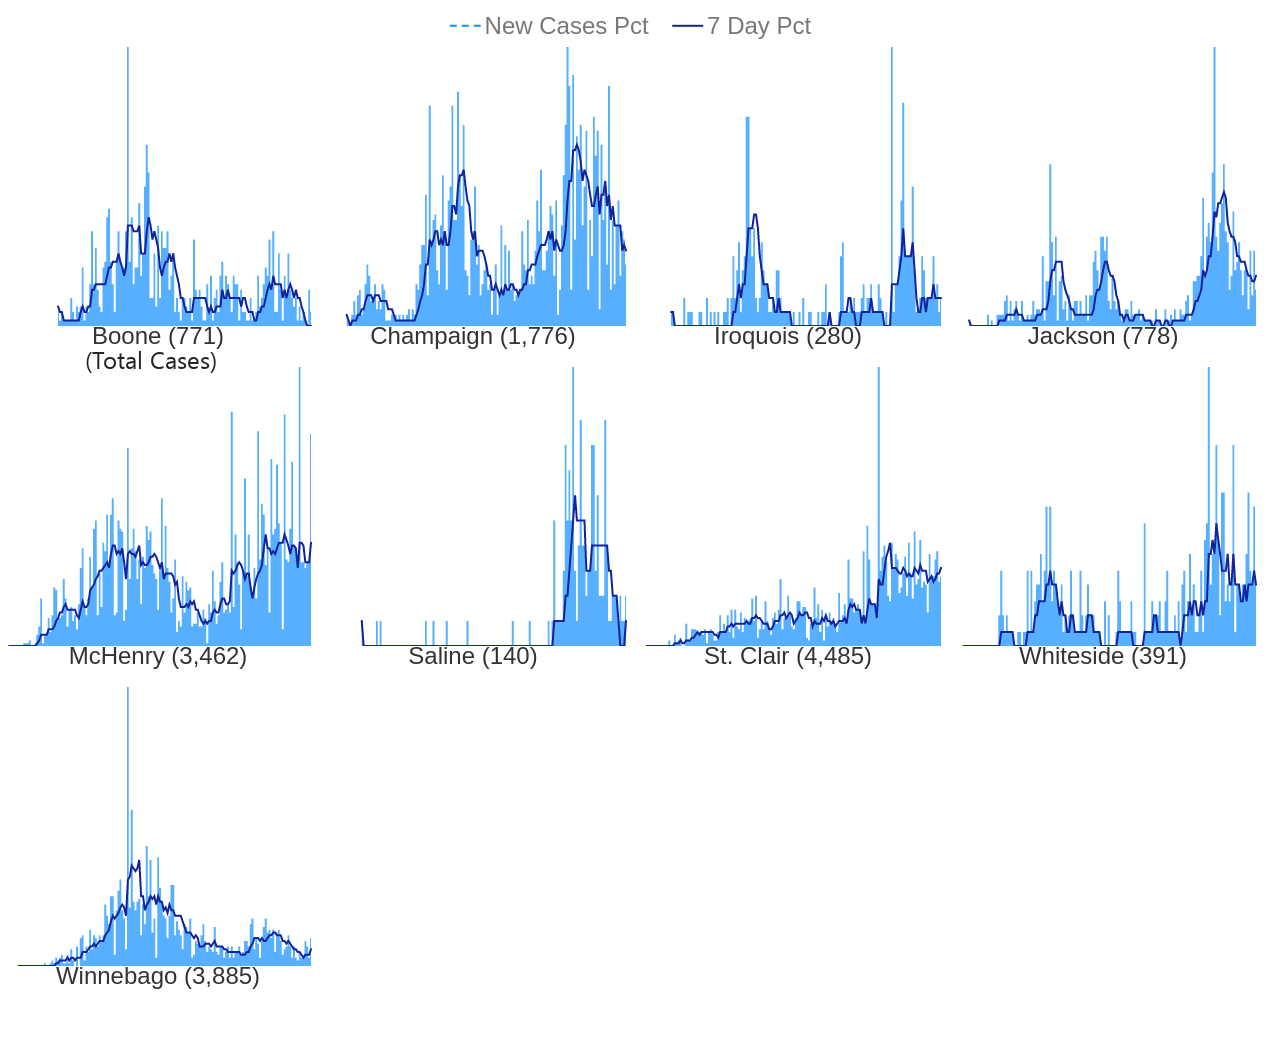 New Cases Pct 7 Day Pct
Boone (771) Champaign (1,776) Iroquois (280) Jackson (778)
(Total Cases)
McHenry (3,462) Saline (140) St. Clair (4,485) Whiteside (391)
Winnebago (3,885)